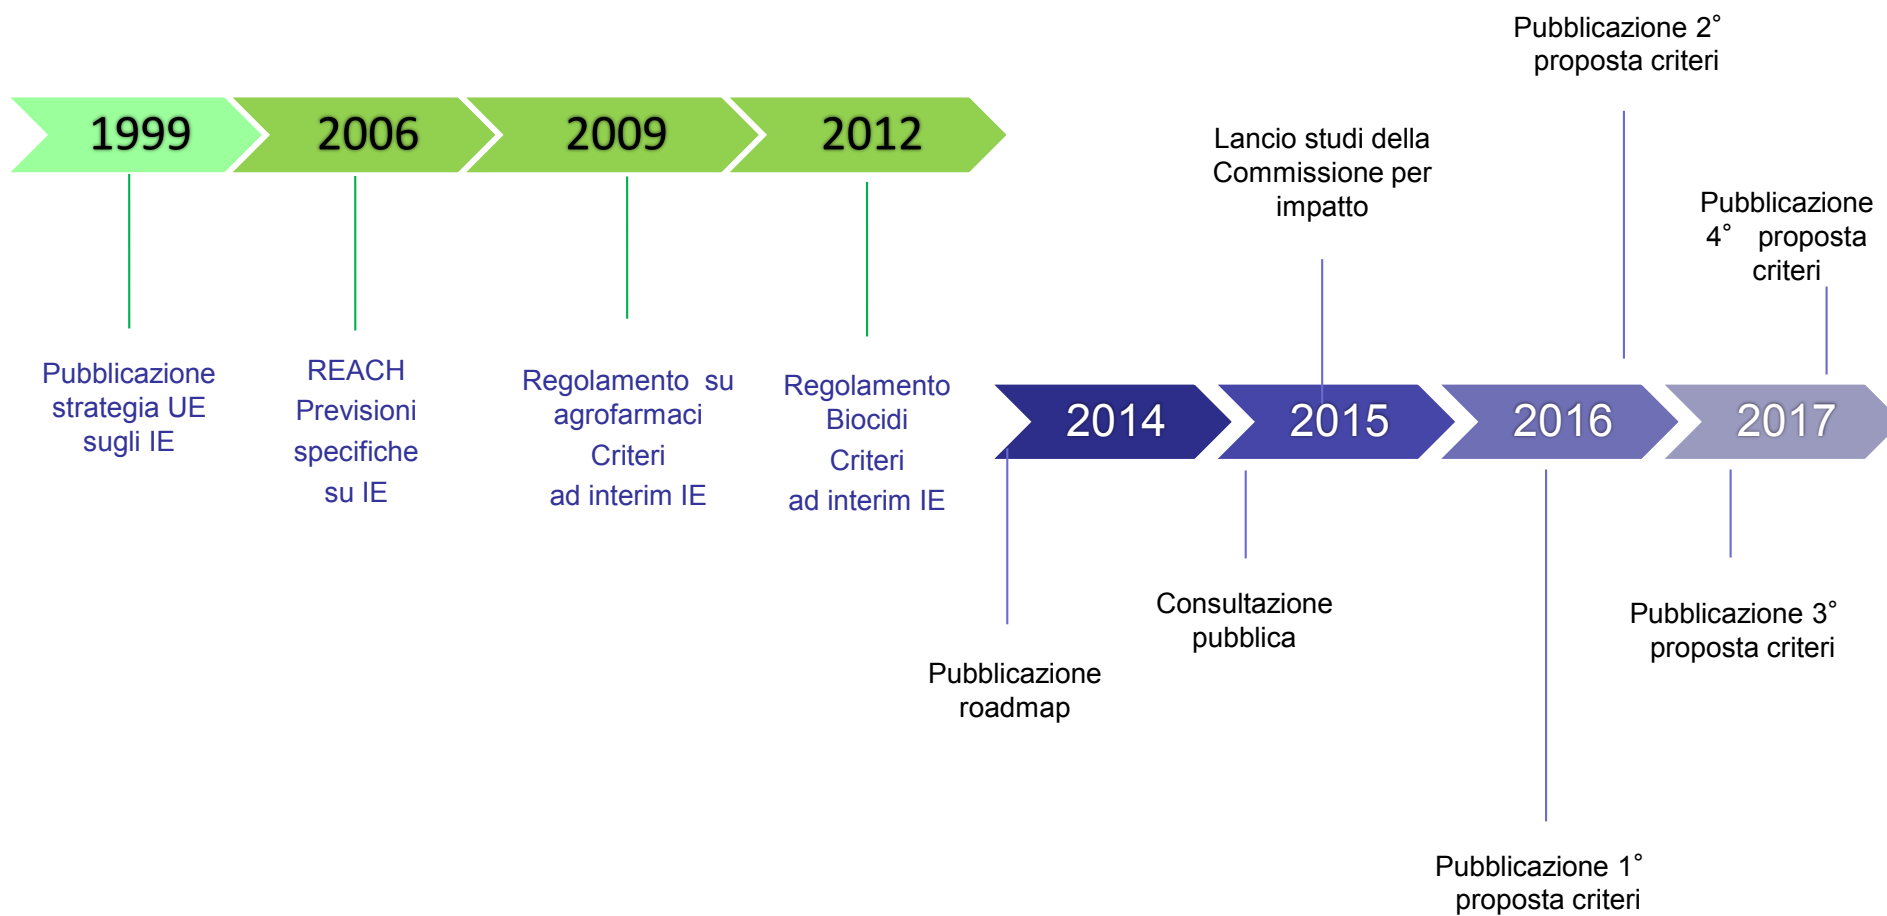 1999
2006
2009
2012
Pubblicazione
strategia UE
sugli IE
REACH
Previsioni
specifiche
su IE
Regolamento su
agrofarmaci
Criteri
ad interim IE
Regolamento
Biocidi
Criteri
ad interim IE
2014
2015
2016
2017
Pubblicazione
roadmap
Consultazione
pubblica
Lancio studi della
Commissione per
impatto
Pubblicazione 1°
proposta criteri
Pubblicazione 2°
proposta criteri
Pubblicazione 3°
proposta criteri
Pubblicazione
4° proposta
criteri